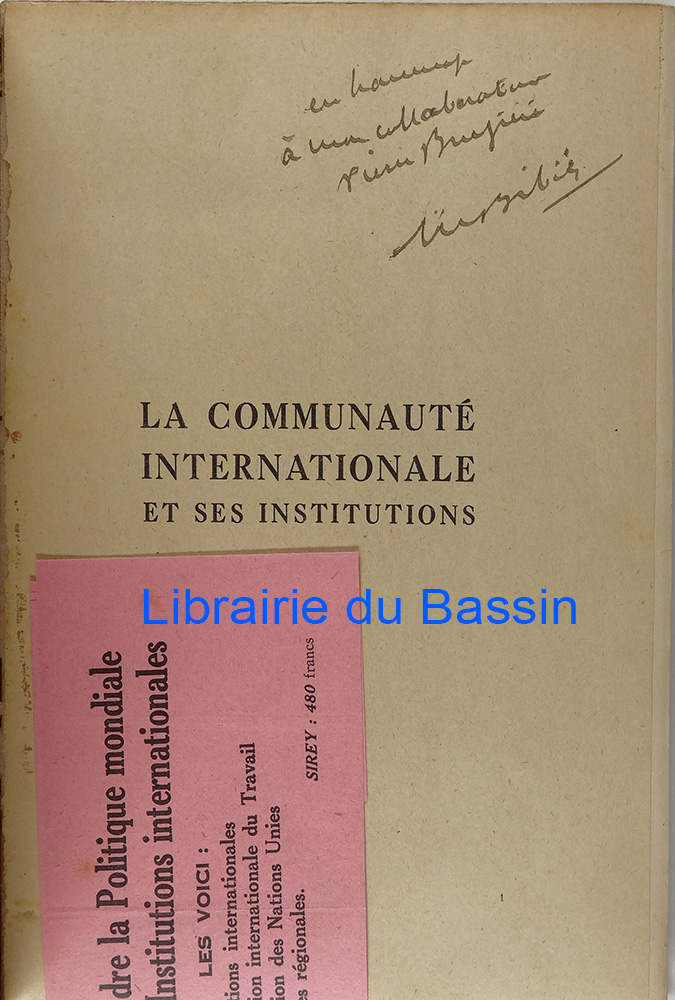 en hommage
à mon collaborateur
LA COMMUNAUTÉ
INTERNATIONALE
ET SES INSTITUTIONS
Librairie du Bassin
dre la Politique mondiale
Institutions internationales
LES VOICI :
tions internationales
ion internationale du Travail
ion des Nations Unies
es régionales.
SIREY : 480 francs